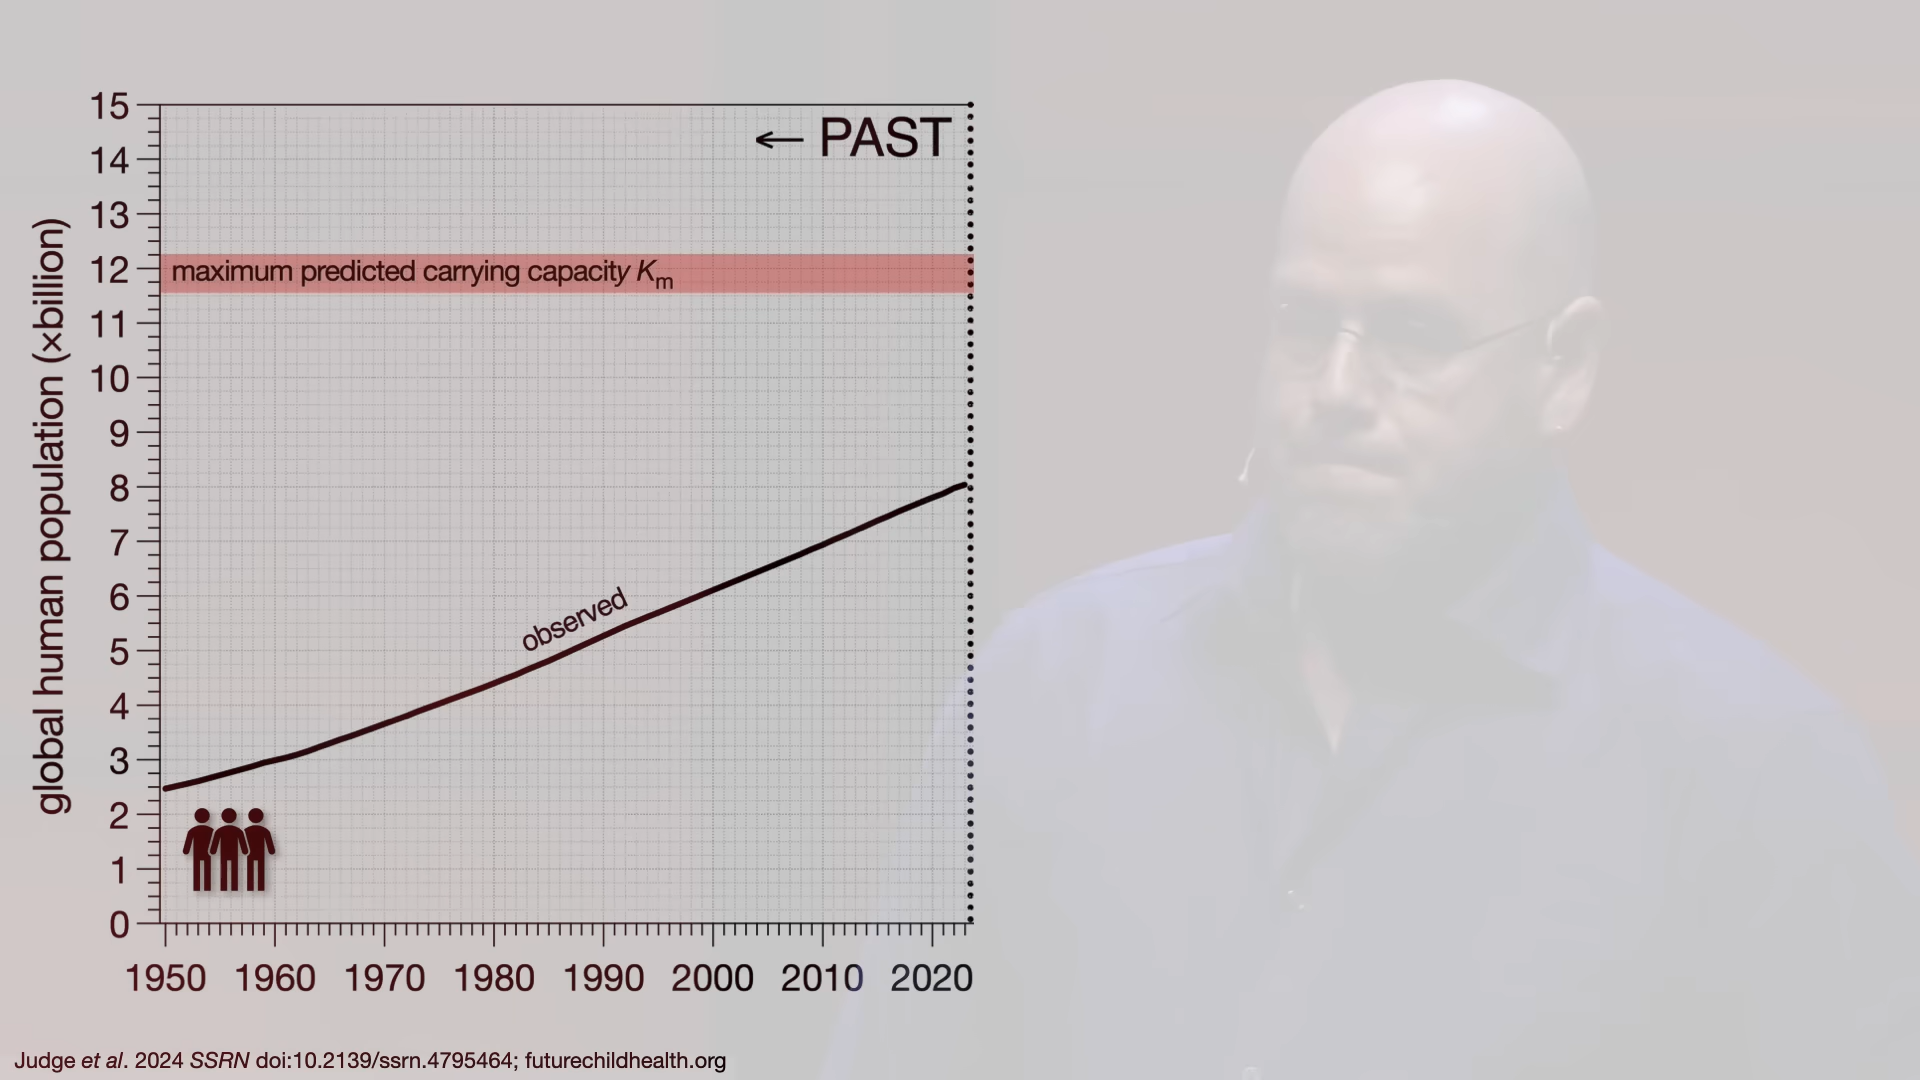 global human population (×billion)
15
14
13
12
11
10
9
8
7
6
5
4
3
2
1
0
← PAST
maximum predicted carrying capacity Km
observed
1950 1960 1970 1980 1990 2000 2010 2020
Judge et al. 2024 SSRN doi:10.2139/ssrn.4795464; futurechildhealth.org